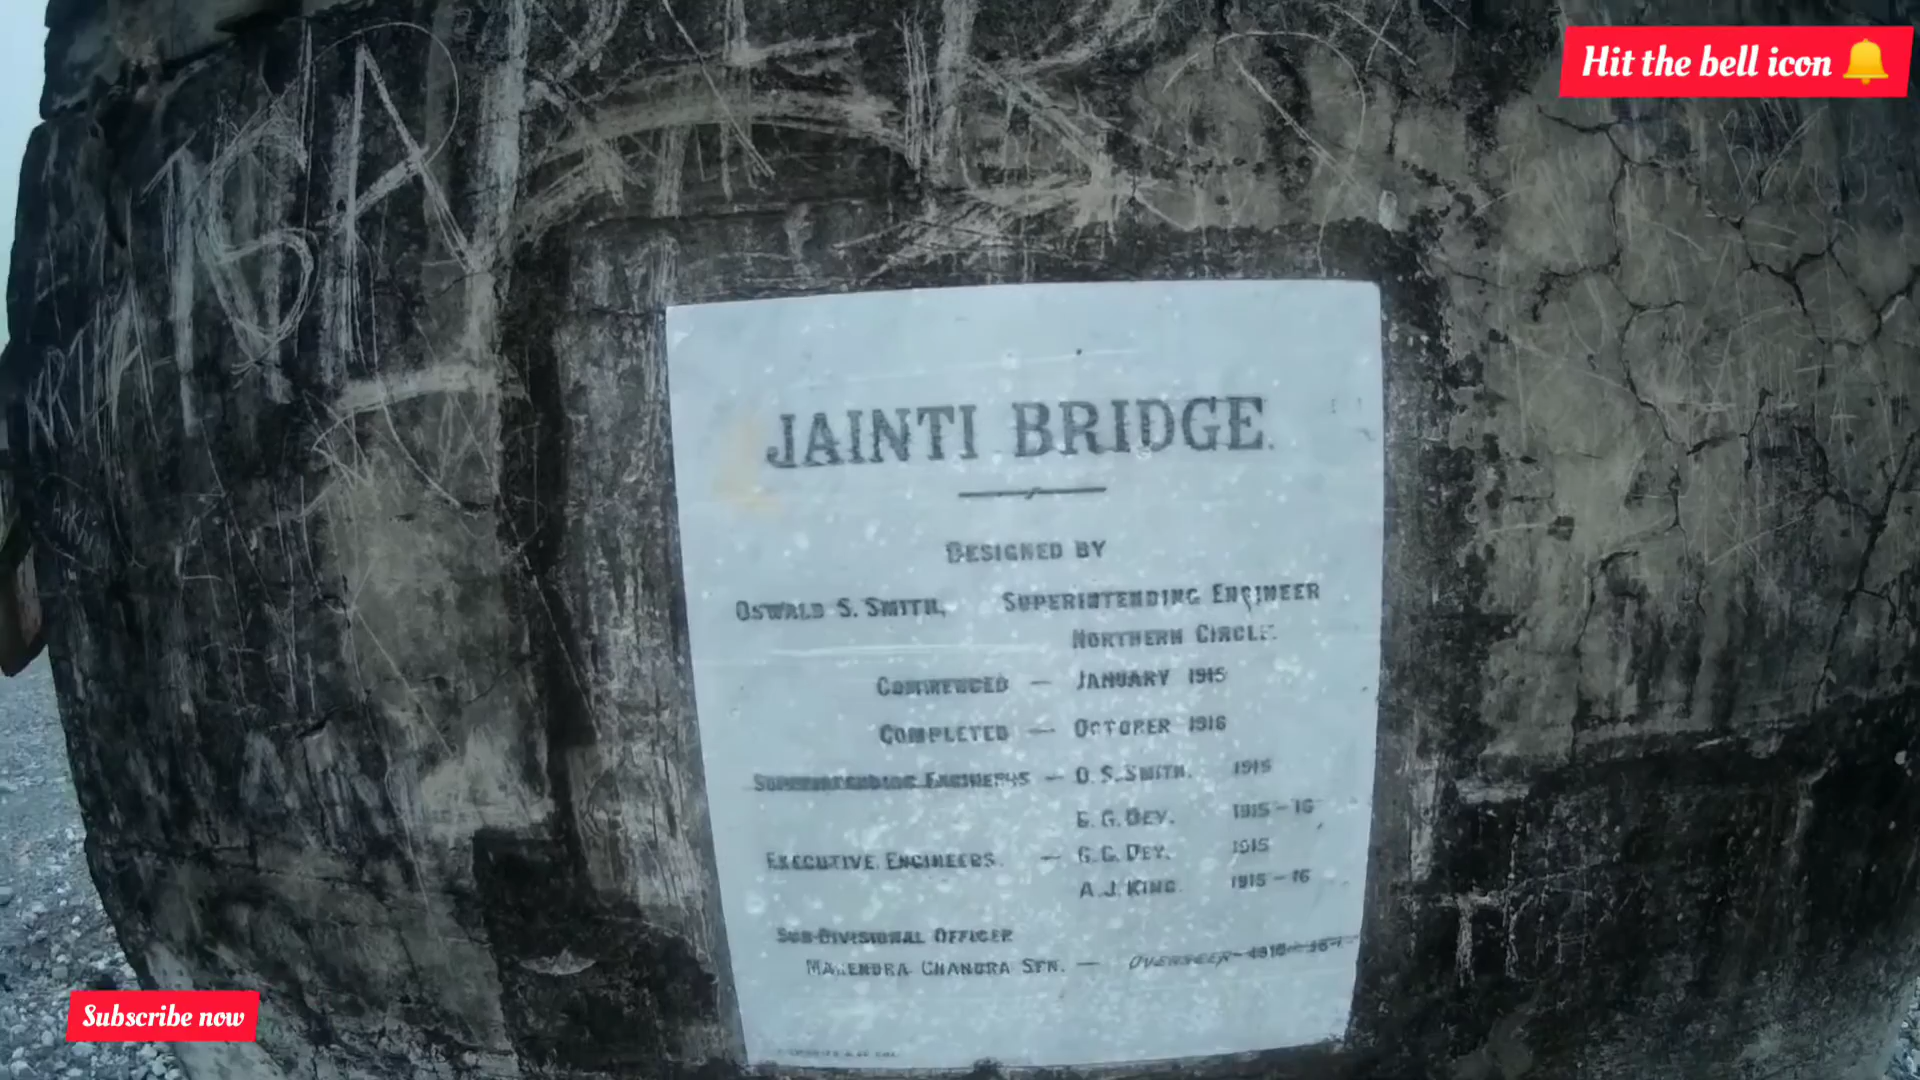 Hit the bell icon
JAINTI BRIDGE.
DESIGNED BY
OSWALD S. SMITH, SUPERINTENDING ENGINEER
NORTHERN CIRCLE.
COMMENCED — JANUARY 1915
COMPLETED — OCTOBER 1916
SUPERINTENDING ENGINEERS — O. S. SMITH. 1915
G. G. DEY. 1915 – 16
EXECUTIVE ENGINEERS. — G. G. DEY. 1915
A. J. KING. 1915 – 16
SUB-DIVISIONAL OFFICER
MAHENDRA CHANDRA SEN. — OVERSEER
Subscribe now